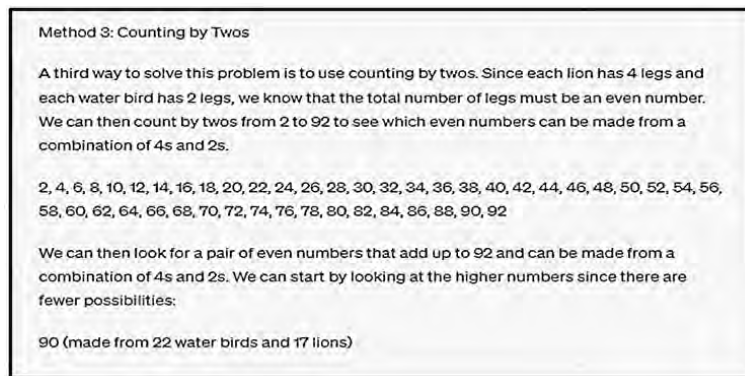 Method 3: Counting by Twos
A third way to solve this problem is to use counting by twos. Since each lion has 4 legs and
each water bird has 2 legs, we know that the total number of legs must be an even number.
We can then count by twos from 2 to 92 to see which even numbers can be made from a
combination of 4s and 2s.
2, 4, 6, 8, 10, 12, 14, 16, 18, 20, 22, 24, 26, 28, 30, 32, 34, 36, 38, 40, 42, 44, 46, 48, 50, 52, 54, 56,
58, 60, 62, 64, 66, 68, 70, 72, 74, 76, 78, 80, 82, 84, 86, 88, 90, 92
We can then look for a pair of even numbers that add up to 92 and can be made from a
combination of 4s and 2s. We can start by looking at the higher numbers since there are
fewer possibilities:
90 (made from 22 water birds and 17 lions)